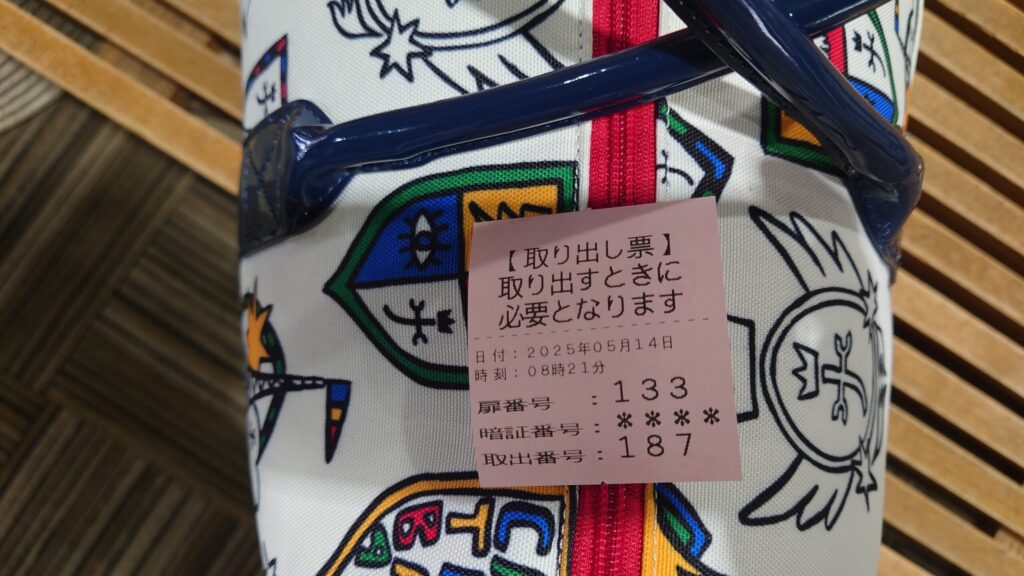 【取り出し票】
取り出すときに
必要となります
日付：2025年05月14日
時刻：08時21分
扉番号　：133
暗証番号：＊＊＊＊
取出番号：187